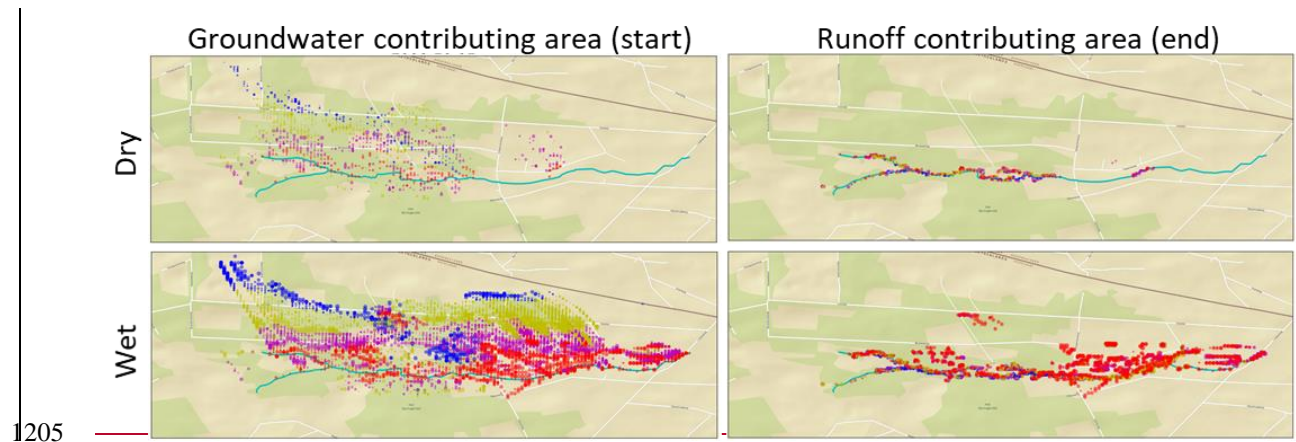 Groundwater contributing area (start)
Runoff contributing area (end)
Dry
Wet
1205